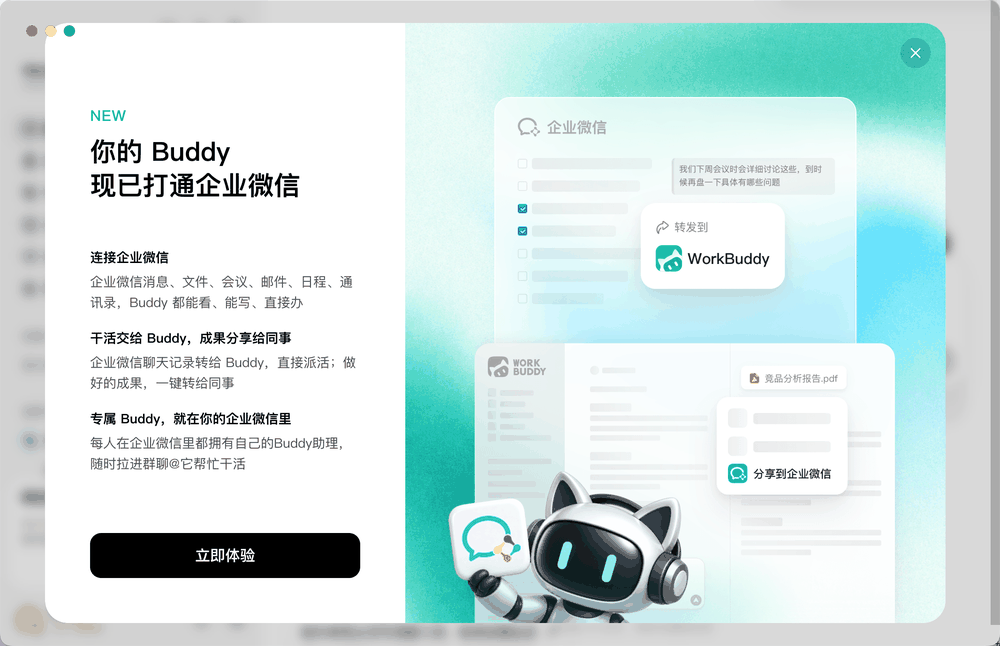 NEW
你的 Buddy
现已打通企业微信
连接企业微信
企业微信消息、文件、会议、邮件、日程、通
讯录，Buddy 都能看、能写、直接办
干活交给 Buddy，成果分享给同事
企业微信聊天记录转给 Buddy，直接派活；做
好的成果，一键转给同事
专属 Buddy，就在你的企业微信里
每人在企业微信里都拥有自己的Buddy助理，
随时拉进群聊@它帮忙干活
立即体验
企业微信
我们下周会议时会详细讨论这些，到时
候再盘一下具体有哪些问题
转发到
WorkBuddy
WORK
BUDDY
竞品分析报告.pdf
分享到企业微信